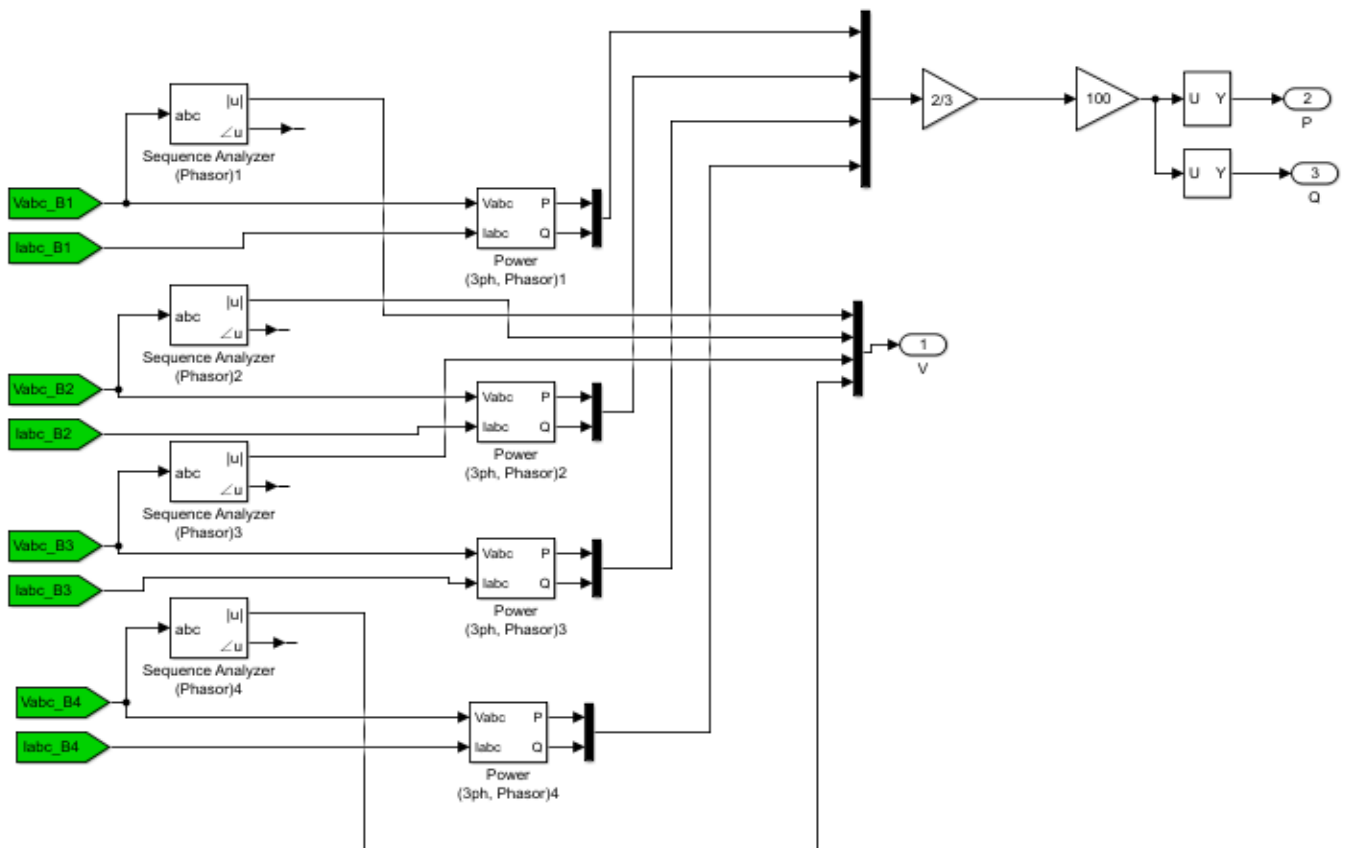 |u|
abc
∠u
Sequence Analyzer
(Phasor)1
2/3
100
U Y
2
P
U Y
3
Q
Vabc_B1
Iabc_B1
Vabc P
Iabc Q
Power
(3ph, Phasor)1
|u|
abc
∠u
Sequence Analyzer
(Phasor)2
1
V
Vabc_B2
Iabc_B2
Vabc P
Iabc Q
Power
(3ph, Phasor)2
|u|
abc
∠u
Sequence Analyzer
(Phasor)3
Vabc_B3
Iabc_B3
Vabc P
Iabc Q
Power
(3ph, Phasor)3
|u|
abc
∠u
Sequence Analyzer
(Phasor)4
Vabc_B4
Iabc_B4
Vabc P
Iabc Q
Power
(3ph, Phasor)4